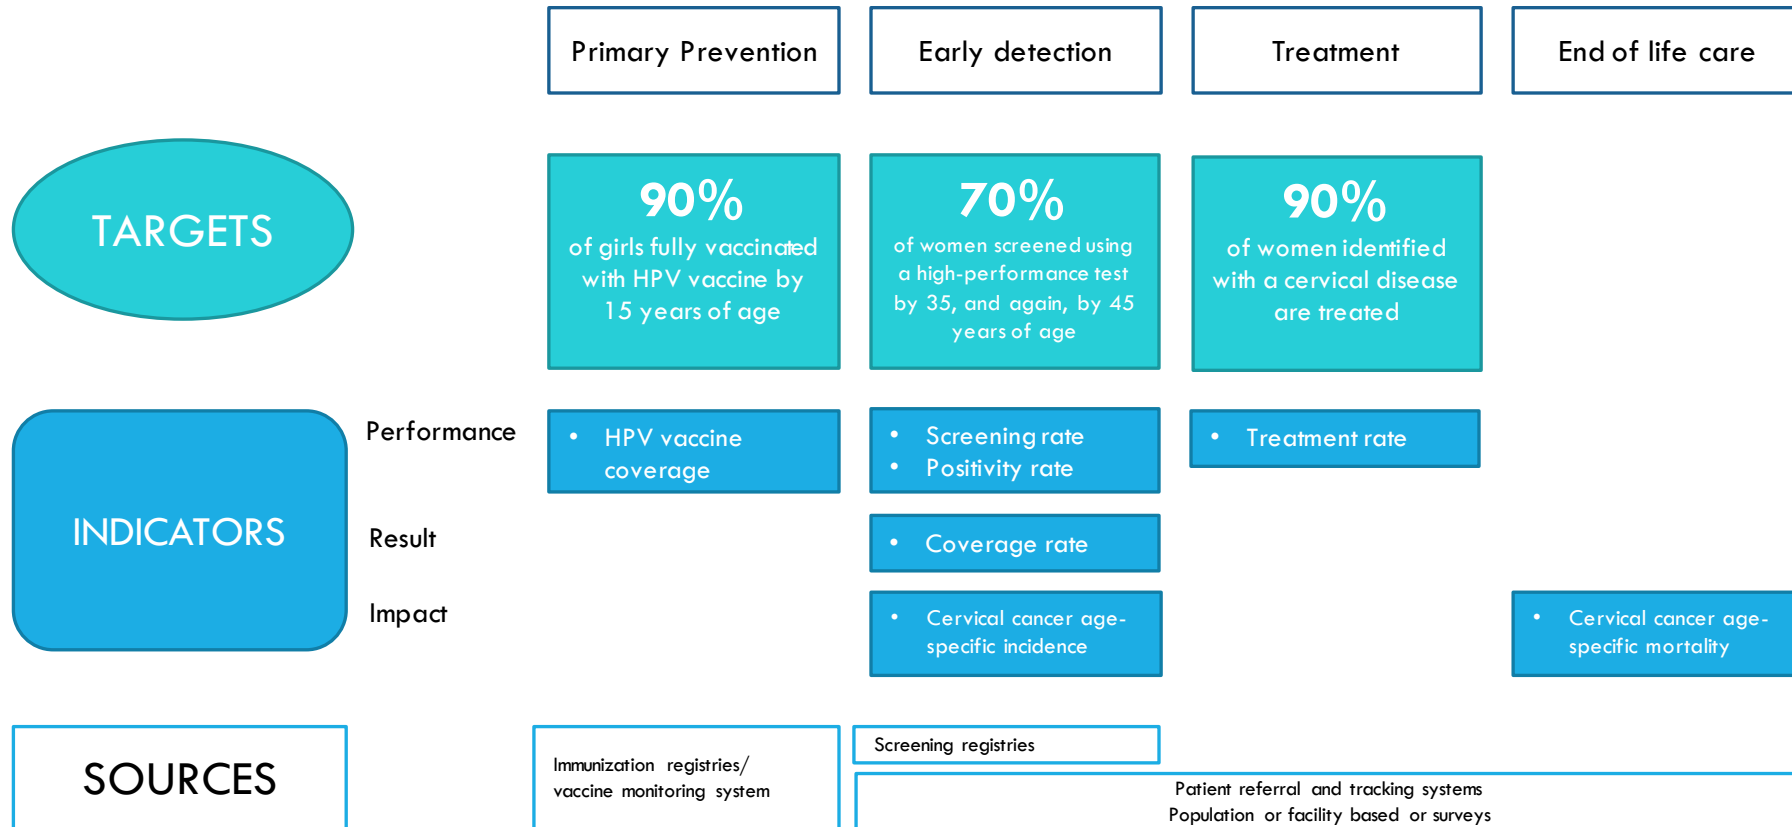 Primary Prevention
Early detection
Treatment
End of life care
TARGETS
90%
of girls fully vaccinated
with HPV vaccine by
15 years of age
70%
of women screened using
a high-performance test
by 35, and again, by 45
years of age
90%
of women identified
with a cervical disease
are treated
INDICATORS
Performance
• HPV vaccine
coverage
• Screening rate
• Positivity rate
• Treatment rate
Result
• Coverage rate
Impact
• Cervical cancer age-
specific incidence
• Cervical cancer age-
specific mortality
SOURCES
Immunization registries/
vaccine monitoring system
Screening registries
Patient referral and tracking systems
Population or facility based or surveys